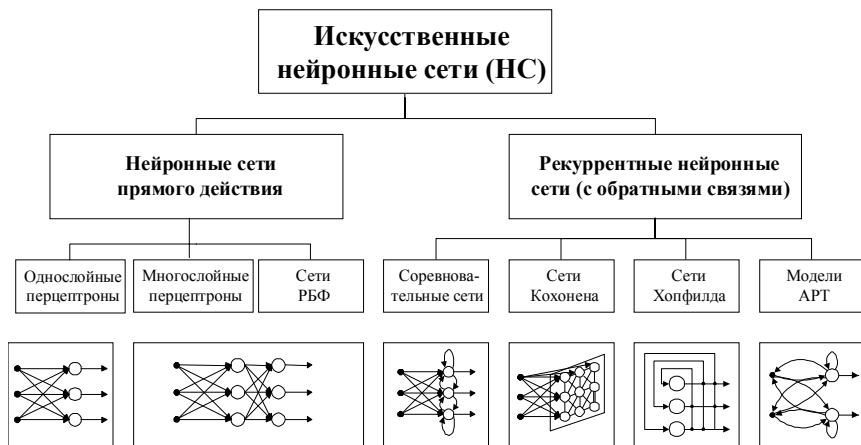 Искусственные
нейронные сети (НС)
Нейронные сети
прямого действия
Рекуррентные нейронные
сети (с обратными связями)
Однослойные
перцептроны
Многослойные
перцептроны
Сети
РБФ
Соревнова-
тельные сети
Сети
Кохонена
Сети
Хопфилда
Модели
АРТ